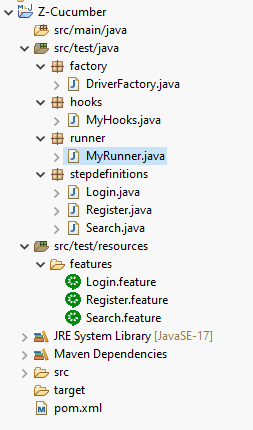 Z-Cucumber
src/main/java
src/test/java
factory
DriverFactory.java
hooks
MyHooks.java
runner
MyRunner.java
stepdefinitions
Login.java
Register.java
Search.java
src/test/resources
features
Login.feature
Register.feature
Search.feature
JRE System Library [JavaSE-17]
Maven Dependencies
src
target
pom.xml